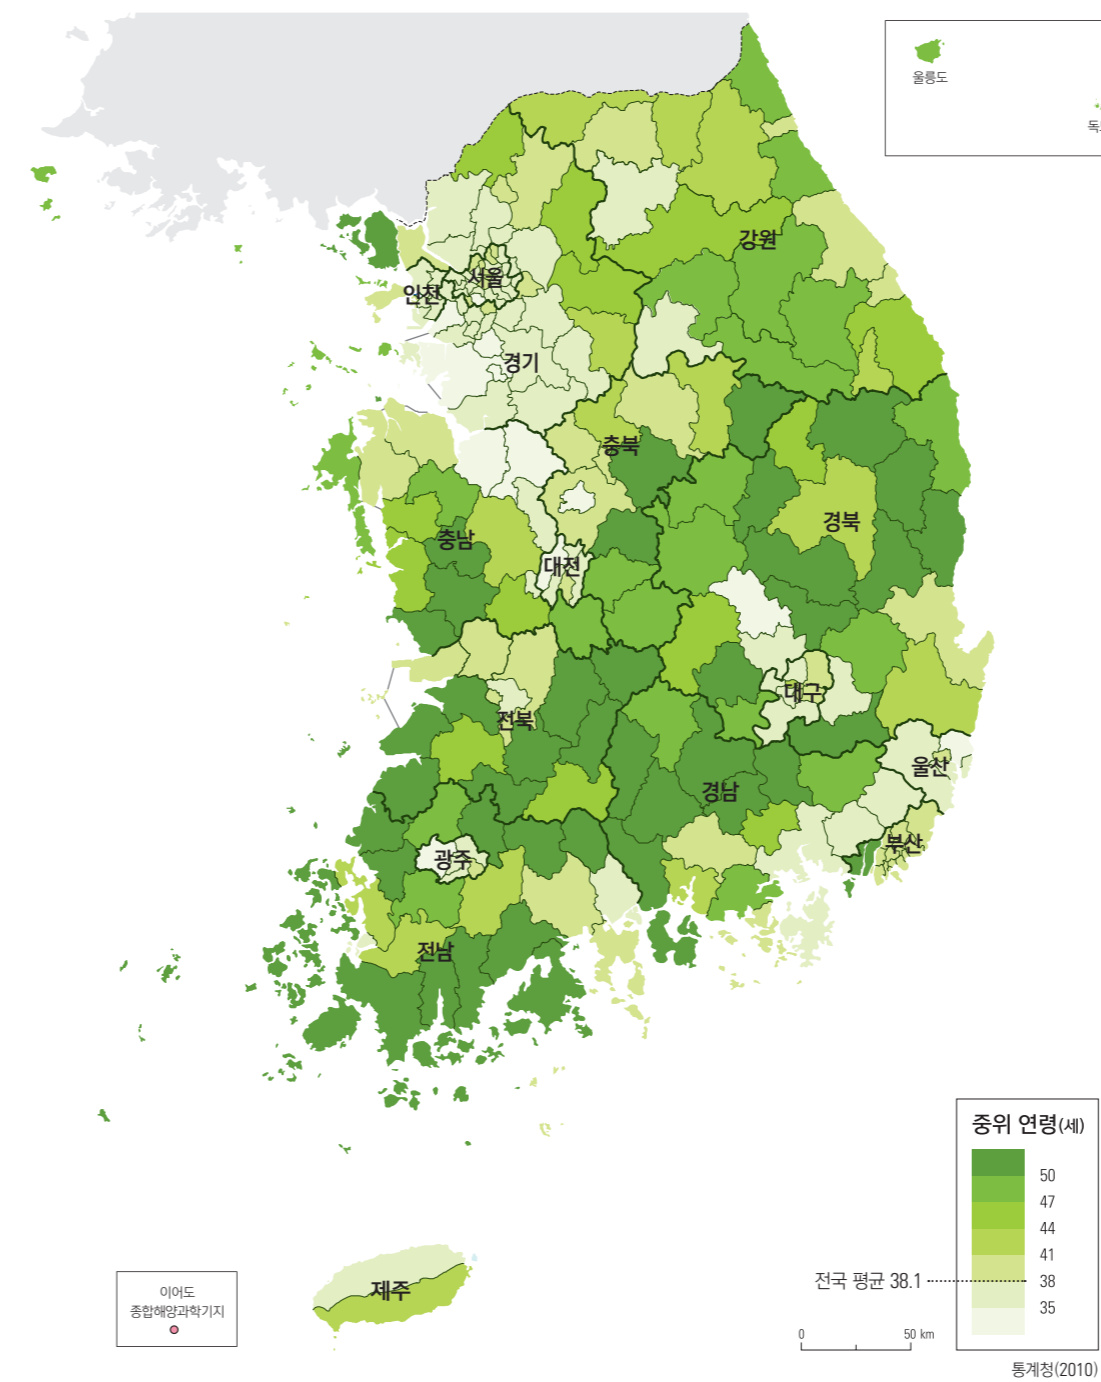 울릉도
독도
강원
서울
인천
경기
충북
충남
경북
대전
대구
전북
울산
경남
부산
광주
전남
제주
이어도
종합해양과학기지
중위 연령(세)
50
47
44
41
전국 평균 38.1
38
35
0
50 km
통계청(2010)